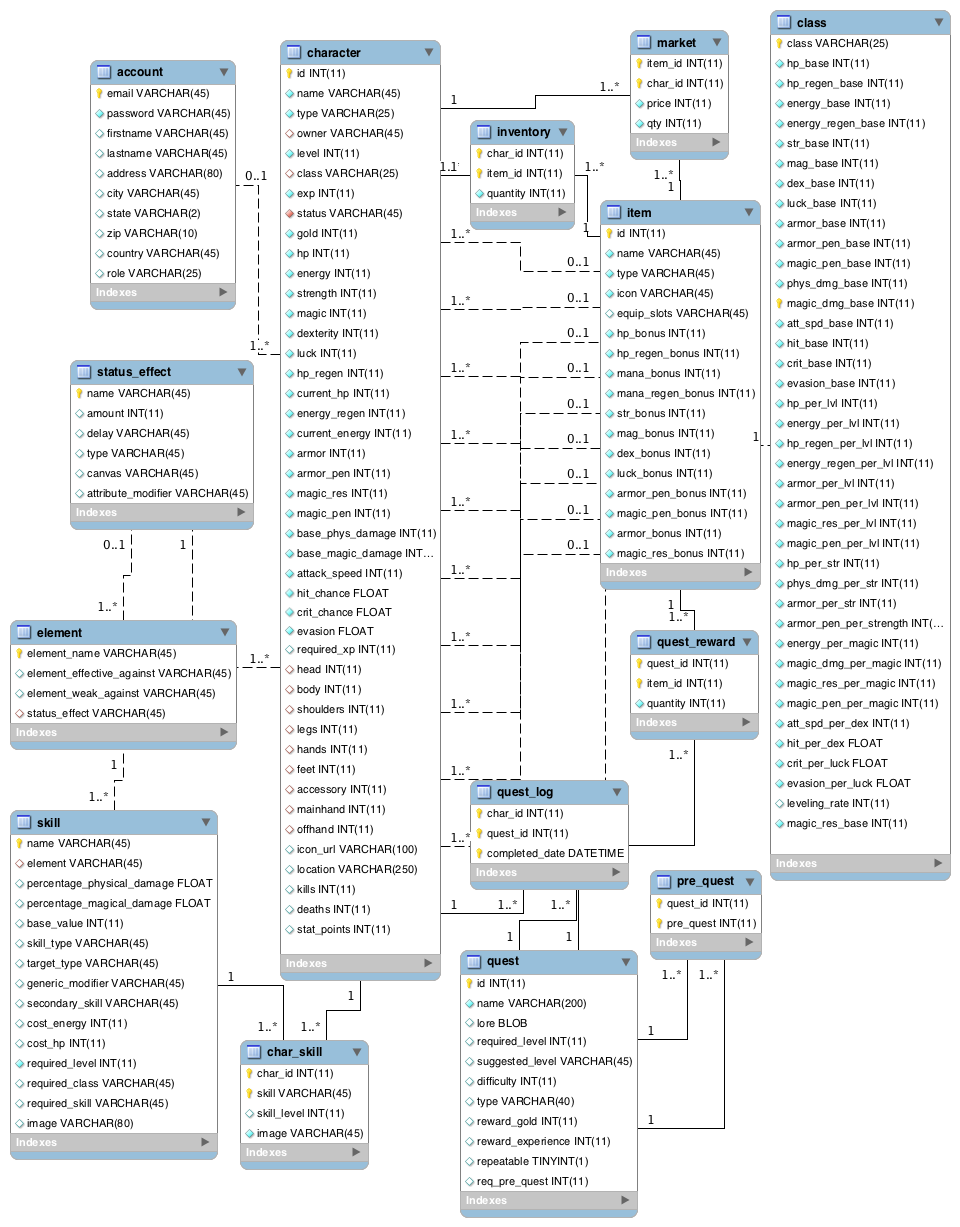 account
email VARCHAR(45)
password VARCHAR(45)
firstname VARCHAR(45)
lastname VARCHAR(45)
address VARCHAR(80)
city VARCHAR(45)
state VARCHAR(2)
zip VARCHAR(10)
country VARCHAR(45)
role VARCHAR(25)
Indexes
0..1
1..*
status_effect
name VARCHAR(45)
amount INT(11)
delay VARCHAR(45)
type VARCHAR(45)
canvas VARCHAR(45)
attribute_modifier VARCHAR(45)
Indexes
0..1
1
1..*
element
element_name VARCHAR(45)
element_effective_against VARCHAR(45)
element_weak_against VARCHAR(45)
status_effect VARCHAR(45)
Indexes
1..*
1
1..*
skill
name VARCHAR(45)
element VARCHAR(45)
percentage_physical_damage FLOAT
percentage_magical_damage FLOAT
base_value INT(11)
skill_type VARCHAR(45)
target_type VARCHAR(45)
generic_modifier VARCHAR(45)
secondary_skill VARCHAR(45)
cost_energy INT(11)
cost_hp INT(11)
required_level INT(11)
required_class VARCHAR(45)
required_skill VARCHAR(45)
image VARCHAR(80)
Indexes
1
1..*
character
id INT(11)
name VARCHAR(45)
type VARCHAR(25)
owner VARCHAR(45)
level INT(11)
class VARCHAR(25)
exp INT(11)
status VARCHAR(45)
gold INT(11)
hp INT(11)
energy INT(11)
strength INT(11)
magic INT(11)
dexterity INT(11)
luck INT(11)
hp_regen INT(11)
current_hp INT(11)
energy_regen INT(11)
current_energy INT(11)
armor INT(11)
armor_pen INT(11)
magic_res INT(11)
magic_pen INT(11)
base_phys_damage INT(11)
base_magic_damage INT...
attack_speed INT(11)
hit_chance FLOAT
crit_chance FLOAT
evasion FLOAT
required_xp INT(11)
head INT(11)
body INT(11)
shoulders INT(11)
legs INT(11)
hands INT(11)
feet INT(11)
accessory INT(11)
mainhand INT(11)
offhand INT(11)
icon_url VARCHAR(100)
location VARCHAR(250)
kills INT(11)
deaths INT(11)
stat_points INT(11)
Indexes
1
1..*
char_skill
char_id INT(11)
skill VARCHAR(45)
skill_level INT(11)
image VARCHAR(45)
Indexes
1
1..*
market
item_id INT(11)
char_id INT(11)
price INT(11)
qty INT(11)
Indexes
1..*
1
inventory
char_id INT(11)
item_id INT(11)
quantity INT(11)
Indexes
1..*
1
1..*
0..1
1..*
0..1
0..1
1..*
0..1
0..1
1..*
0..1
0..1
1..*
0..1
0..1
1..*
1..*
1..*
1..*
1..*
item
id INT(11)
name VARCHAR(45)
type VARCHAR(45)
icon VARCHAR(45)
equip_slots VARCHAR(45)
hp_bonus INT(11)
hp_regen_bonus INT(11)
mana_bonus INT(11)
mana_regen_bonus INT(11)
str_bonus INT(11)
mag_bonus INT(11)
dex_bonus INT(11)
luck_bonus INT(11)
armor_pen_bonus INT(11)
magic_pen_bonus INT(11)
armor_bonus INT(11)
magic_res_bonus INT(11)
Indexes
1
1..*
quest_reward
quest_id INT(11)
item_id INT(11)
quantity INT(11)
Indexes
1..*
quest_log
char_id INT(11)
quest_id INT(11)
completed_date DATETIME
Indexes
1
1..*
1..*
1
1
pre_quest
quest_id INT(11)
pre_quest INT(11)
Indexes
1..*
1..*
1
1
quest
id INT(11)
name VARCHAR(200)
lore BLOB
required_level INT(11)
suggested_level VARCHAR(45)
difficulty INT(11)
type VARCHAR(40)
reward_gold INT(11)
reward_experience INT(11)
repeatable TINYINT(1)
req_pre_quest INT(11)
Indexes
1
class
class VARCHAR(25)
hp_base INT(11)
hp_regen_base INT(11)
energy_base INT(11)
energy_regen_base INT(11)
str_base INT(11)
mag_base INT(11)
dex_base INT(11)
luck_base INT(11)
armor_base INT(11)
armor_pen_base INT(11)
magic_pen_base INT(11)
phys_dmg_base INT(11)
magic_dmg_base INT(11)
att_spd_base INT(11)
hit_base INT(11)
crit_base INT(11)
evasion_base INT(11)
hp_per_lvl INT(11)
energy_per_lvl INT(11)
hp_regen_per_lvl INT(11)
energy_regen_per_lvl INT(11)
armor_per_lvl INT(11)
armor_pen_per_lvl INT(11)
magic_res_per_lvl INT(11)
magic_pen_per_lvl INT(11)
hp_per_str INT(11)
phys_dmg_per_str INT(11)
armor_per_str INT(11)
armor_pen_per_strength INT(...
energy_per_magic INT(11)
magic_dmg_per_magic INT(11)
magic_res_per_magic INT(11)
magic_pen_per_magic INT(11)
att_spd_per_dex INT(11)
hit_per_dex FLOAT
crit_per_luck FLOAT
evasion_per_luck FLOAT
leveling_rate INT(11)
magic_res_base INT(11)
Indexes